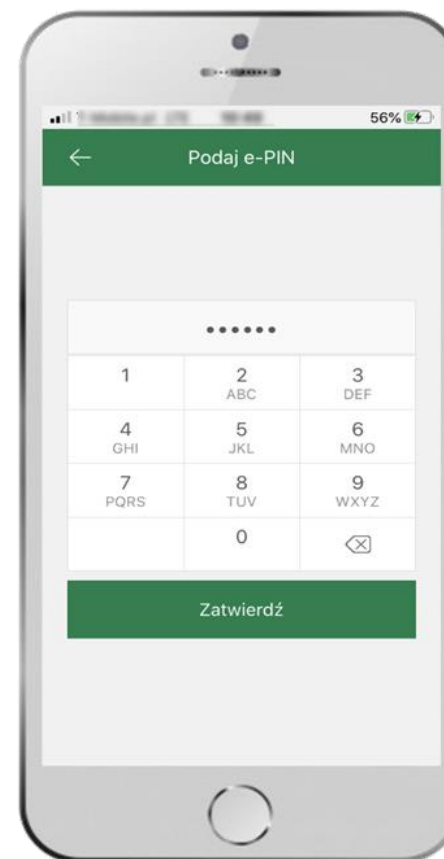 56%
Podaj e-PIN
••••••
1 2 3
ABC DEF
4 5 6
GHI JKL MNO
7 8 9
PQRS TUV WXYZ
0
Zatwierdź